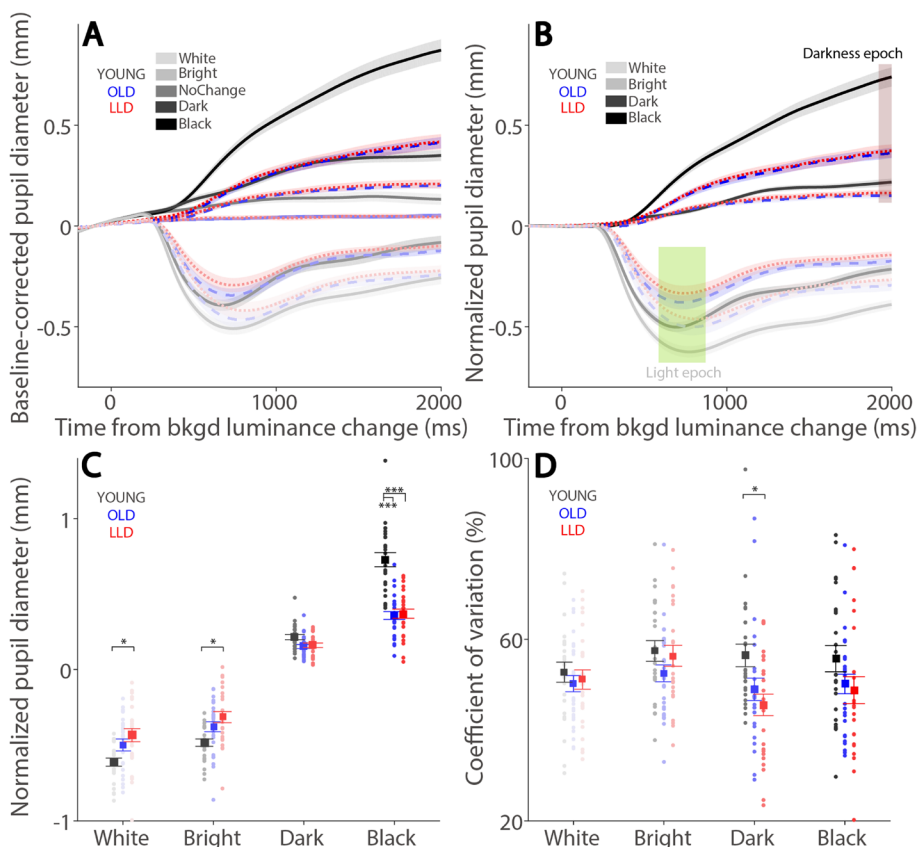 A
YOUNG
OLD
LLD
White
Bright
NoChange
Dark
Black
Baseline-corrected pupil diameter (mm)
0.5
0
-0.5
0
1000
2000
Time from bkgd luminance change (ms)
B
YOUNG
OLD
LLD
White
Bright
Dark
Black
Darkness epoch
Light epoch
Normalized pupil diameter (mm)
0.5
0
-0.5
0
1000
2000
Time from bkgd luminance change (ms)
C
YOUNG
OLD
LLD
Normalized pupil diameter (mm)
1
0
-1
*
*
***
***
White
Bright
Dark
Black
D
YOUNG
OLD
LLD
Coefficient of variation (%)
100
60
20
*
White
Bright
Dark
Black